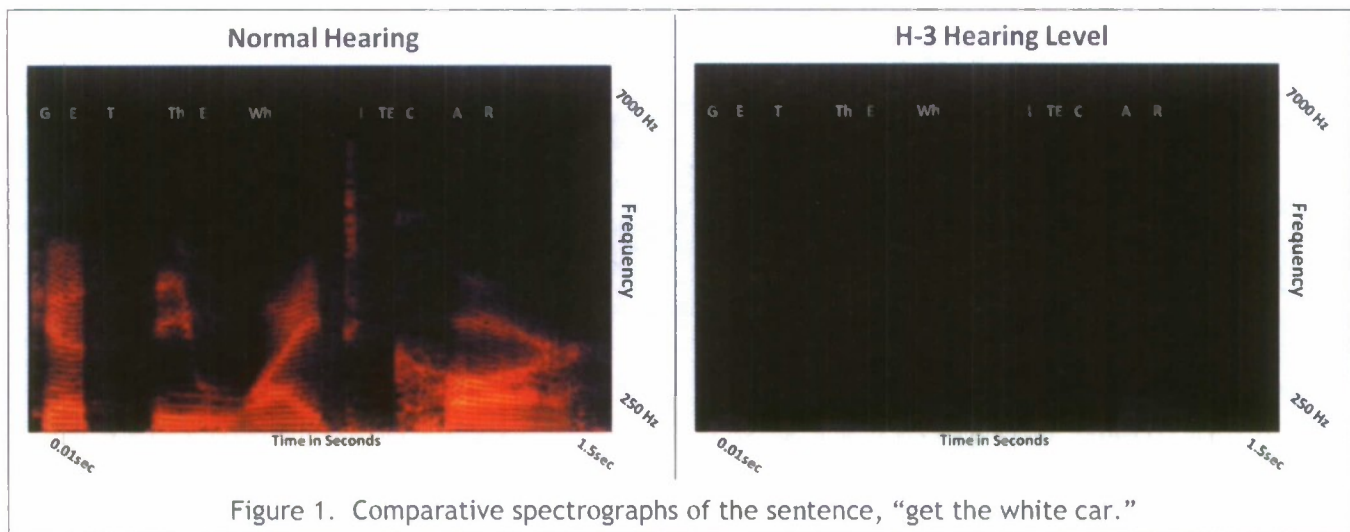 Normal Hearing
G E T Th E Wh I TE C A R
7000 Hz
Frequency
250 Hz
0.01sec
Time in Seconds
1.5sec
H-3 Hearing Level
G E T Th E Wh I TE C A R
7000 Hz
Frequency
250 Hz
0.01sec
Time in Seconds
1.5sec
Figure 1. Comparative spectrographs of the sentence, “get the white car.”